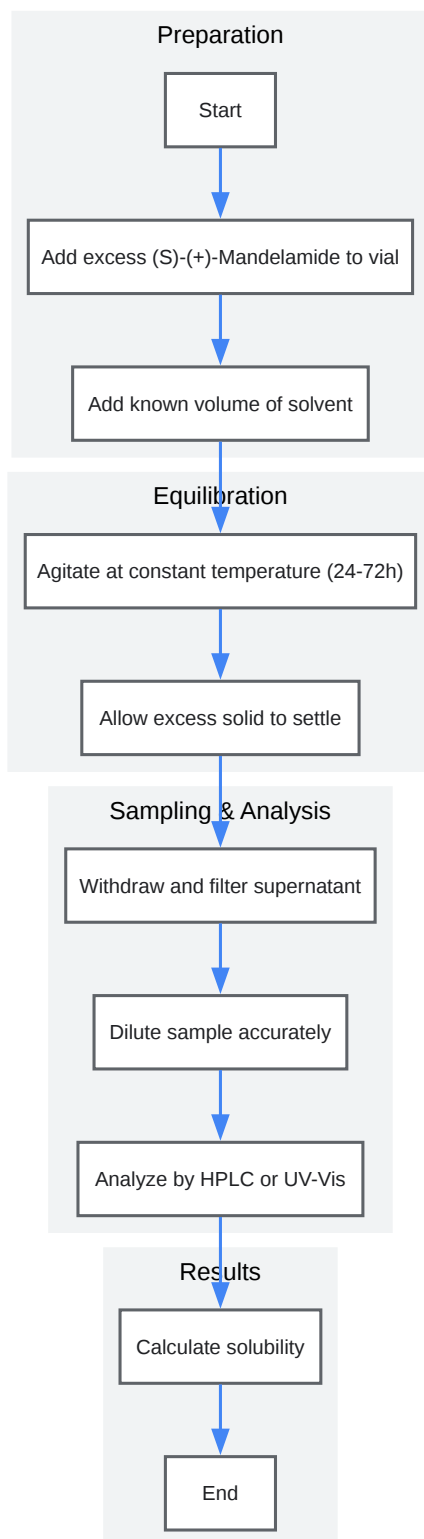 Preparation
Start
Add excess (S)-(+)-Mandelamide to vial
Add known volume of solvent
Equilibration
Agitate at constant temperature (24-72h)
Allow excess solid to settle
Sampling & Analysis
Withdraw and filter supernatant
Dilute sample accurately
Analyze by HPLC or UV-Vis
Results
Calculate solubility
End